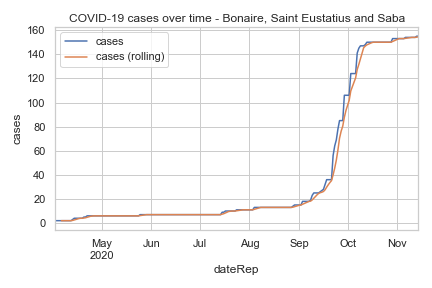 COVID-19 cases over time - Bonaire, Saint Eustatius and Saba
cases
cases (rolling)
160
140
120
100
80
60
40
20
0
cases
May Jun Jul Aug Sep Oct Nov
2020
dateRep